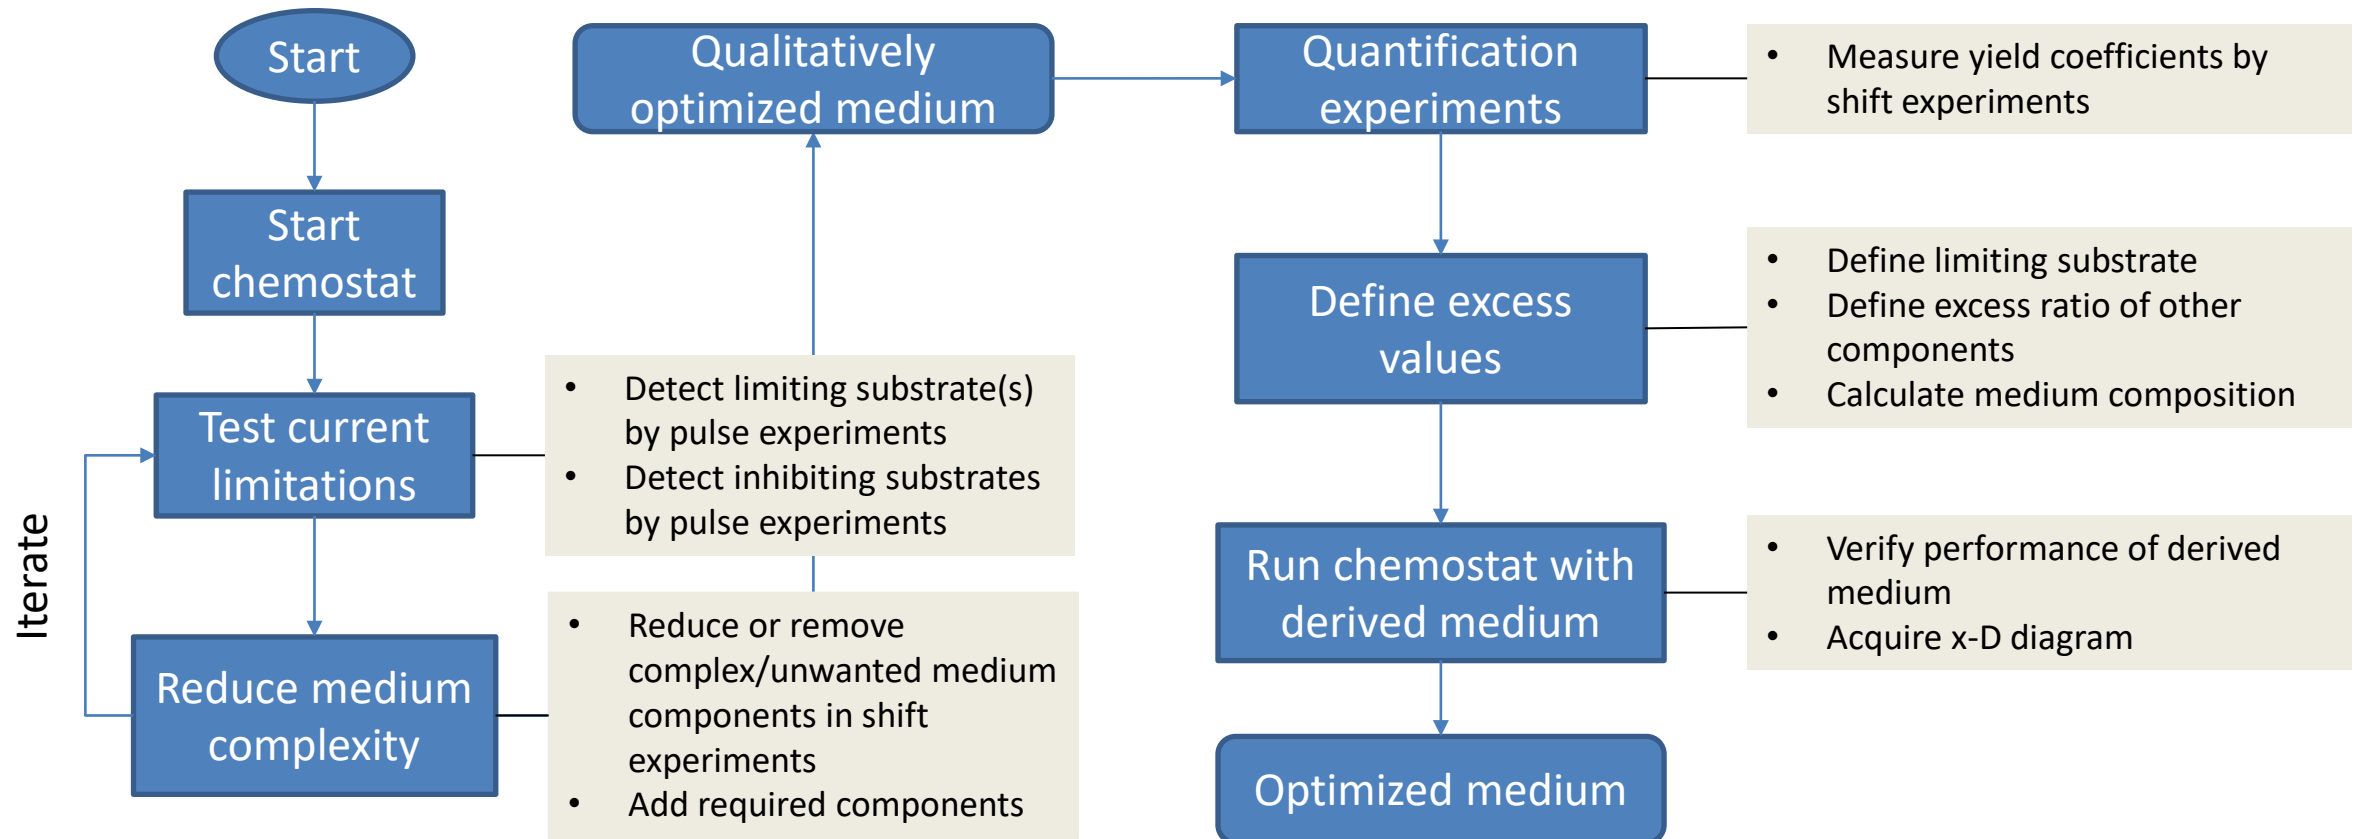 Start
Start
chemostat
Test current
limitations
• Detect limiting substrate(s)
by pulse experiments
• Detect inhibiting substrates
by pulse experiments
Iterate
Reduce medium
complexity
• Reduce or remove
complex/unwanted medium
components in shift
experiments
• Add required components
Qualitatively
optimized medium
Quantification
experiments
• Measure yield coefficients by
shift experiments
Define excess
values
• Define limiting substrate
• Define excess ratio of other
components
• Calculate medium composition
Run chemostat with
derived medium
• Verify performance of derived
medium
• Acquire x-D diagram
Optimized medium